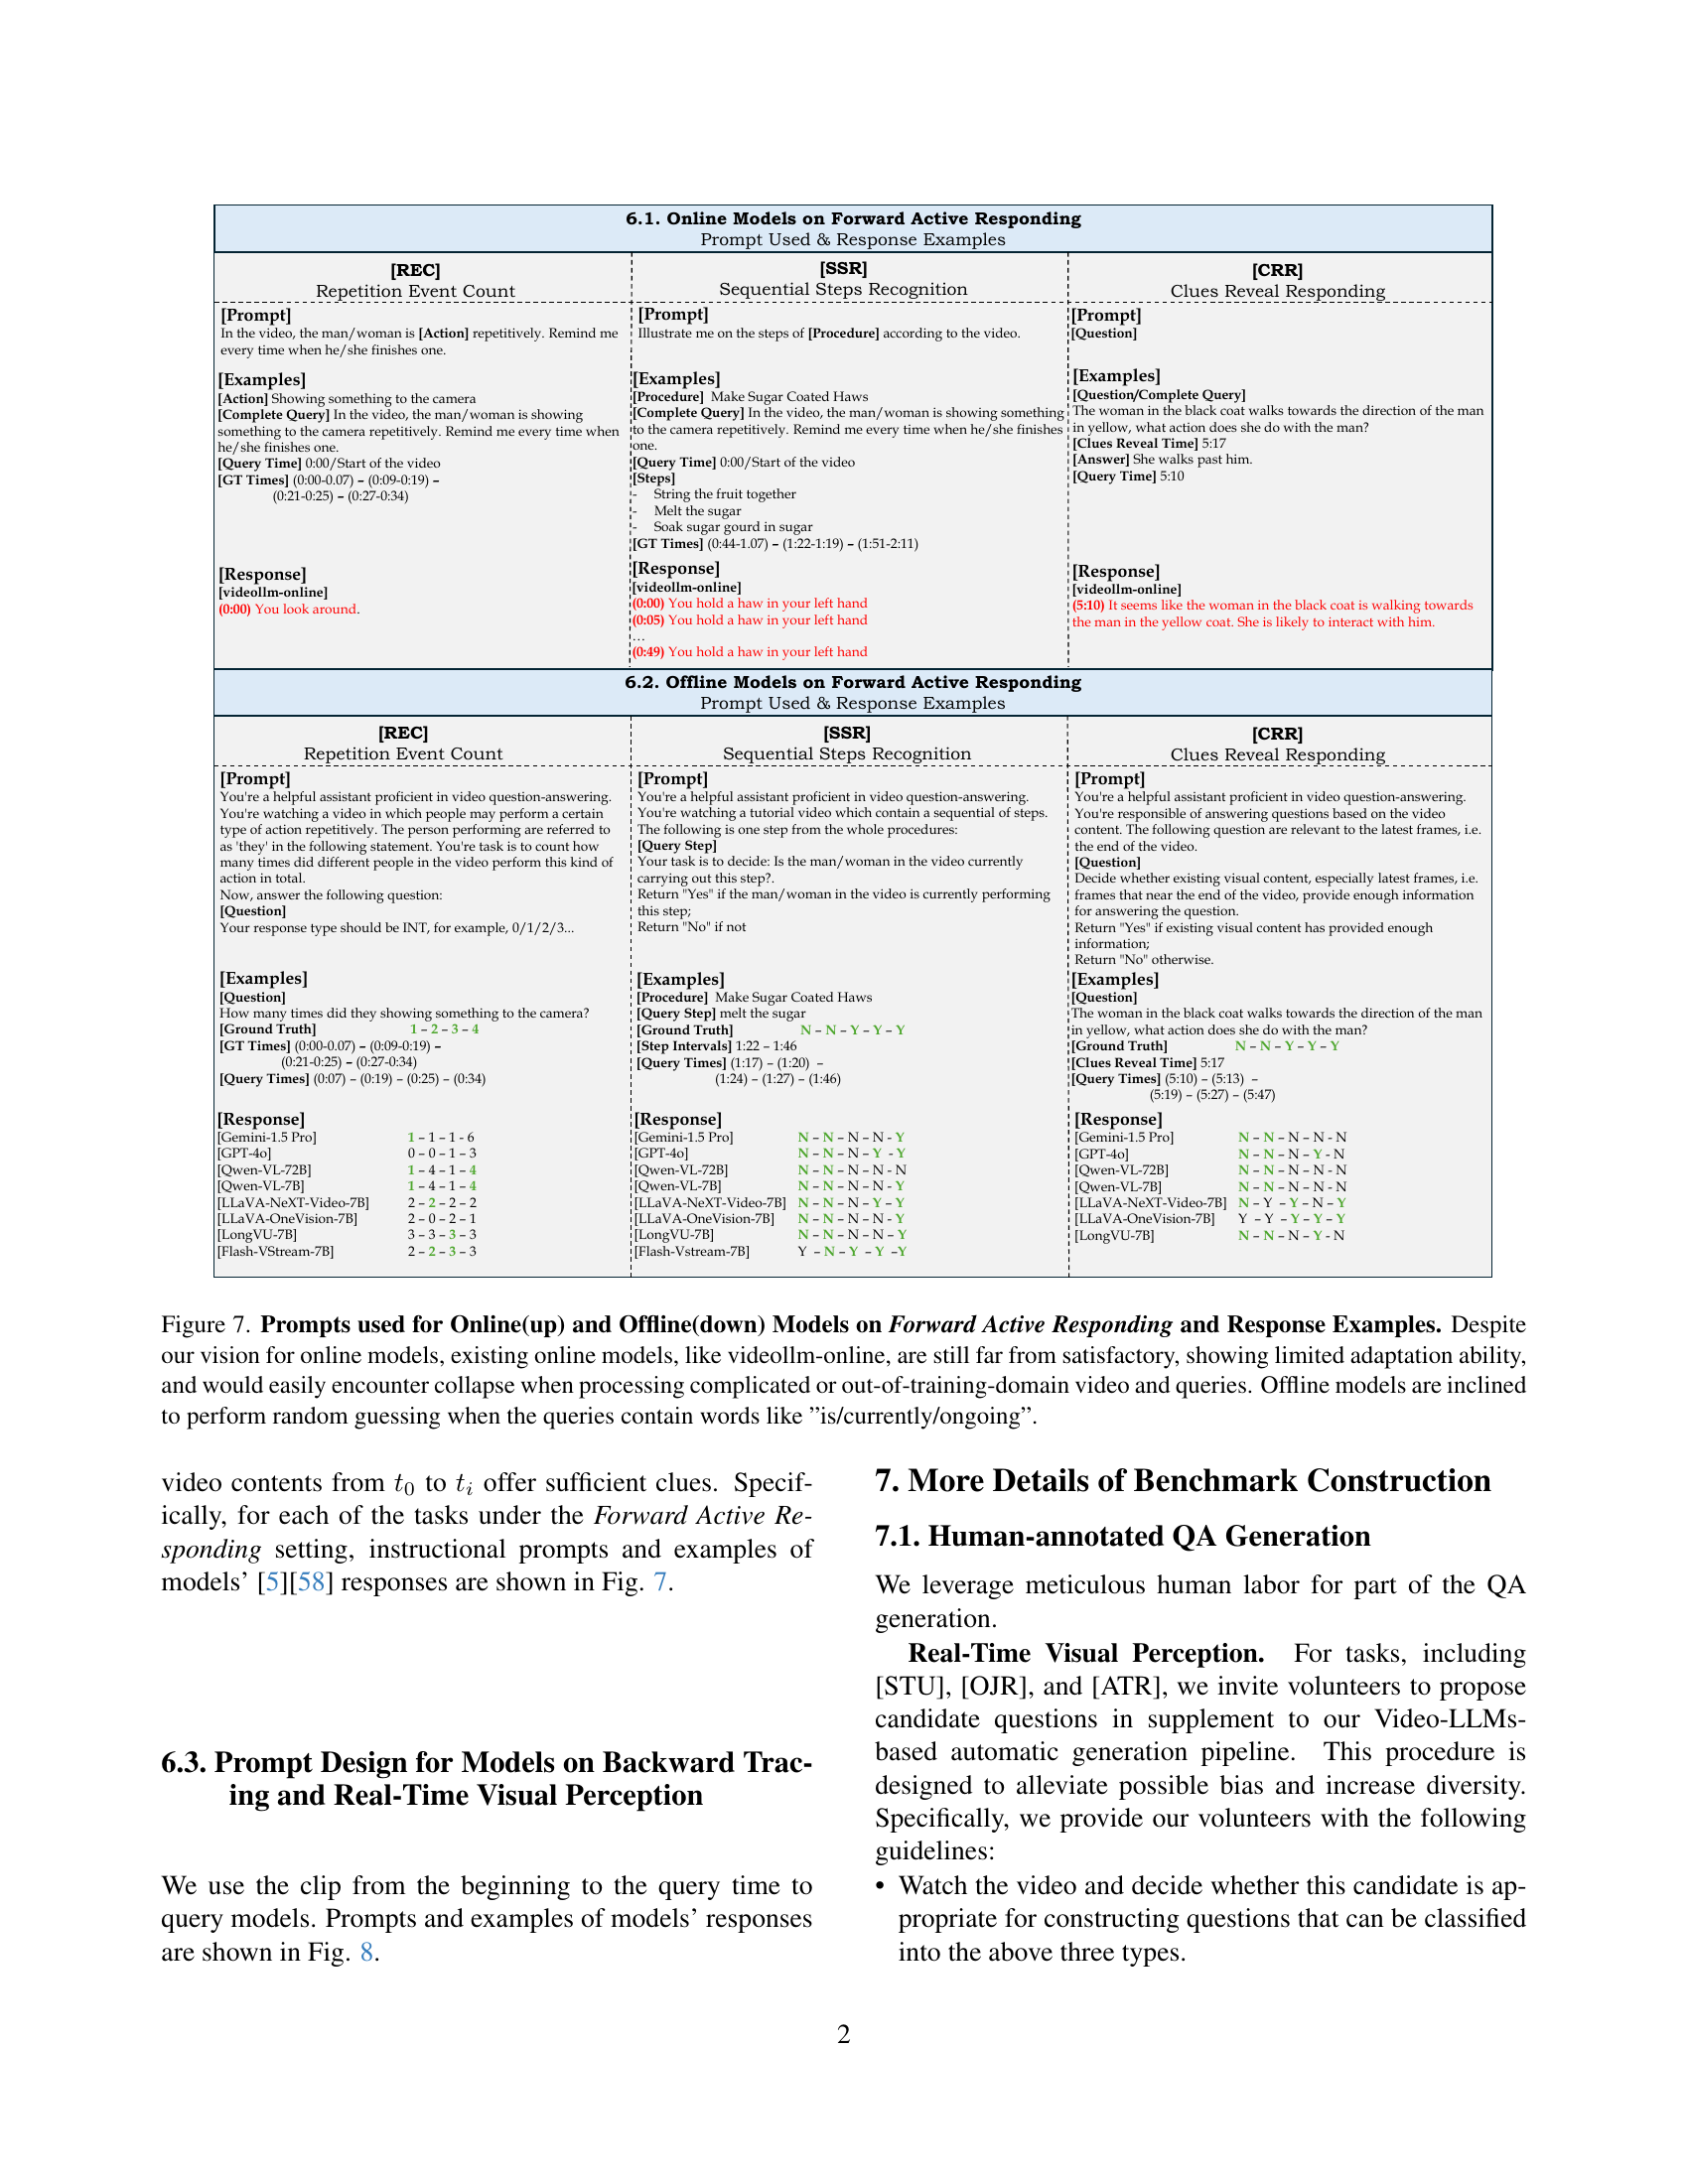 6.1. Online Models on Forward Active Responding
Prompt Used & Response Examples
[REC]
Repetition Event Count
[Prompt]
In the video, the man/woman is [Action] repetitively. Remind me
every time when he/she finishes one.
[Examples]
[Action] Showing something to the camera
[Complete Query] In the video, the man/woman is showing
something to the camera repetitively. Remind me every time when
he/she finishes one.
[Query Time] 0:00/Start of the video
[GT Times] (0:00-0.07) – (0:09-0:19) –
(0:21-0:25) – (0:27-0:34)
[Response]
[videollm-online]
(0:00) You look around.
[SSR]
Sequential Steps Recognition
[Prompt]
Illustrate me on the steps of [Procedure] according to the video.
[Examples]
[Procedure] Make Sugar Coated Haws
[Complete Query] In the video, the man/woman is showing something
to the camera repetitively. Remind me every time when he/she finishes
one.
[Query Time] 0:00/Start of the video
[Steps]
- String the fruit together
- Melt the sugar
- Soak sugar gourd in sugar
[GT Times] (0:44-1.07) – (1:22-1:19) – (1:51-2:11)
[Response]
[videollm-online]
(0:00) You hold a haw in your left hand
(0:05) You hold a haw in your left hand
...
(0:49) You hold a haw in your left hand
[CRR]
Clues Reveal Responding
[Prompt]
[Question]
[Examples]
[Question/Complete Query]
The woman in the black coat walks towards the direction of the man
in yellow, what action does she do with the man?
[Clues Reveal Time] 5:17
[Answer] She walks past him.
[Query Time] 5:10
[Response]
[videollm-online]
(5:10) It seems like the woman in the black coat is walking towards
the man in the yellow coat. She is likely to interact with him.
6.2. Offline Models on Forward Active Responding
Prompt Used & Response Examples
[REC]
Repetition Event Count
[Prompt]
You're a helpful assistant proficient in video question-answering.
You're watching a video in which people may perform a certain
type of action repetitively. The person performing are referred to
as 'they' in the following statement. You're task is to count how
many times did different people in the video perform this kind of
action in total.
Now, answer the following question:
[Question]
Your response type should be INT, for example, 0/1/2/3...
[Examples]
[Question]
How many times did they showing something to the camera?
[Ground Truth] 1 – 2 – 3 – 4
[GT Times] (0:00-0.07) – (0:09-0:19) –
(0:21-0:25) – (0:27-0:34)
[Query Times] (0:07) – (0:19) – (0:25) – (0:34)
[Response]
[Gemini-1.5 Pro] 1 – 1 – 1 - 6
[GPT-4o] 0 – 0 – 1 – 3
[Qwen-VL-72B] 1 – 4 – 1 – 4
[Qwen-VL-7B] 1 – 4 – 1 – 4
[LLaVA-NeXT-Video-7B] 2 – 2 – 2 – 2
[LLaVA-OneVision-7B] 2 – 0 – 2 – 1
[LongVU-7B] 3 – 3 – 3 – 3
[Flash-VStream-7B] 2 – 2 – 3 – 3
[SSR]
Sequential Steps Recognition
[Prompt]
You're a helpful assistant proficient in video question-answering.
You're watching a tutorial video which contain a sequential of steps.
The following is one step from the whole procedures:
[Query Step]
Your task is to decide: Is the man/woman in the video currently
carrying out this step?.
Return "Yes" if the man/woman in the video is currently performing
this step;
Return "No" if not
[Examples]
[Procedure] Make Sugar Coated Haws
[Query Step] melt the sugar
[Ground Truth] N – N – Y – Y – Y
[Step Intervals] 1:22 – 1:46
[Query Times] (1:17) – (1:20) –
(1:24) – (1:27) – (1:46)
[Response]
[Gemini-1.5 Pro] N – N – N – N - Y
[GPT-4o] N – N – N – Y - Y
[Qwen-VL-72B] N – N – N – N - N
[Qwen-VL-7B] N – N – N – N - Y
[LLaVA-NeXT-Video-7B] N – N – N – Y – Y
[LLaVA-OneVision-7B] N – N – N – N - Y
[LongVU-7B] N – N – N – N – Y
[Flash-Vstream-7B] Y – N – Y – Y –Y
[CRR]
Clues Reveal Responding
[Prompt]
You're a helpful assistant proficient in video question-answering.
You're responsible of answering questions based on the video
content. The following question are relevant to the latest frames, i.e.
the end of the video.
[Question]
Decide whether existing visual content, especially latest frames, i.e.
frames that near the end of the video, provide enough information
for answering the question.
Return "Yes" if existing visual content has provided enough
information;
Return "No" otherwise.
[Examples]
[Question]
The woman in the black coat walks towards the direction of the man
in yellow, what action does she do with the man?
[Ground Truth] N – N – Y – Y – Y
[Clues Reveal Time] 5:17
[Query Times] (5:10) – (5:13) –
(5:19) – (5:27) – (5:47)
[Response]
[Gemini-1.5 Pro] N – N – N – N - N
[GPT-4o] N – N – N – Y - N
[Qwen-VL-72B] N – N – N – N - N
[Qwen-VL-7B] N – N – N – N - N
[LLaVA-NeXT-Video-7B] N – Y – Y – N – Y
[LLaVA-OneVision-7B] Y – Y – Y – Y – Y
[LongVU-7B] N – N – N – Y - N
Figure 7. Prompts used for Online(up) and Offline(down) Models on Forward Active Responding and Response Examples. Despite
our vision for online models, existing online models, like videollm-online, are still far from satisfactory, showing limited adaptation ability,
and would easily encounter collapse when processing complicated or out-of-training-domain video and queries. Offline models are inclined
to perform random guessing when the queries contain words like ”is/currently/ongoing”.
video contents from t0 to ti offer sufficient clues. Specif-
ically, for each of the tasks under the Forward Active Re-
sponding setting, instructional prompts and examples of
models’ [5][58] responses are shown in Fig. 7.
6.3. Prompt Design for Models on Backward Trac-
ing and Real-Time Visual Perception
We use the clip from the beginning to the query time to
query models. Prompts and examples of models’ responses
are shown in Fig. 8.
7. More Details of Benchmark Construction
7.1. Human-annotated QA Generation
We leverage meticulous human labor for part of the QA
generation.
Real-Time Visual Perception. For tasks, including
[STU], [OJR], and [ATR], we invite volunteers to propose
candidate questions in supplement to our Video-LLMs-
based automatic generation pipeline. This procedure is
designed to alleviate possible bias and increase diversity.
Specifically, we provide our volunteers with the following
guidelines:
• Watch the video and decide whether this candidate is ap-
propriate for constructing questions that can be classified
into the above three types.
2